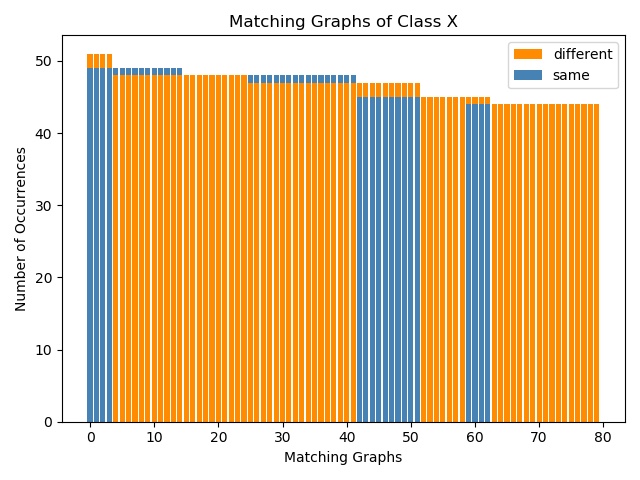 Matching Graphs of Class X
different
same
Number of Occurrences
50
40
30
20
10
0
0 10 20 30 40 50 60 70 80
Matching Graphs